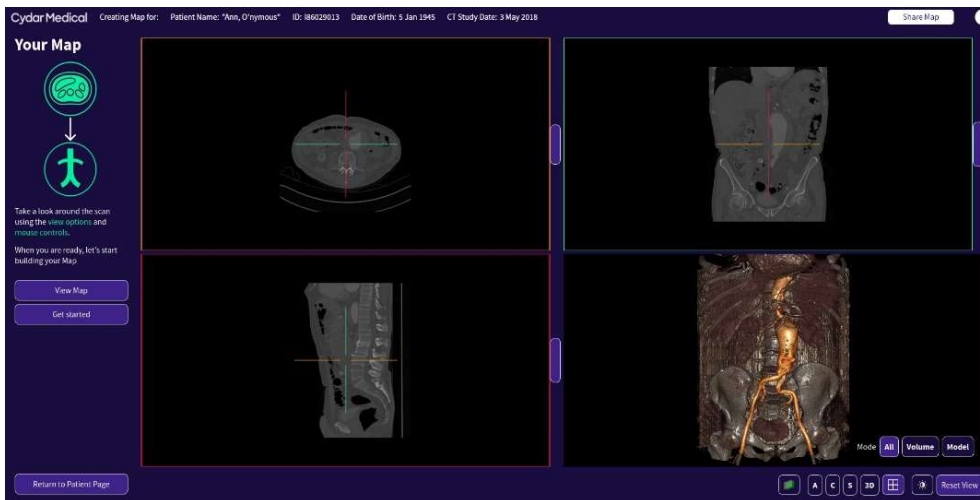 Cydar Medical Creating Map for: Patient Name: "Ann, O'nymous" ID: I86029013 Date of Birth: 5 Jan 1945 CT Study Date: 3 May 2018 Share Map
Your Map
Take a look around the scan
using the view options and
mouse controls.
When you are ready, let's start
building your Map
View Map
Get started
Mode All Volume Model
Return to Patient Page
A C S 3D Reset View